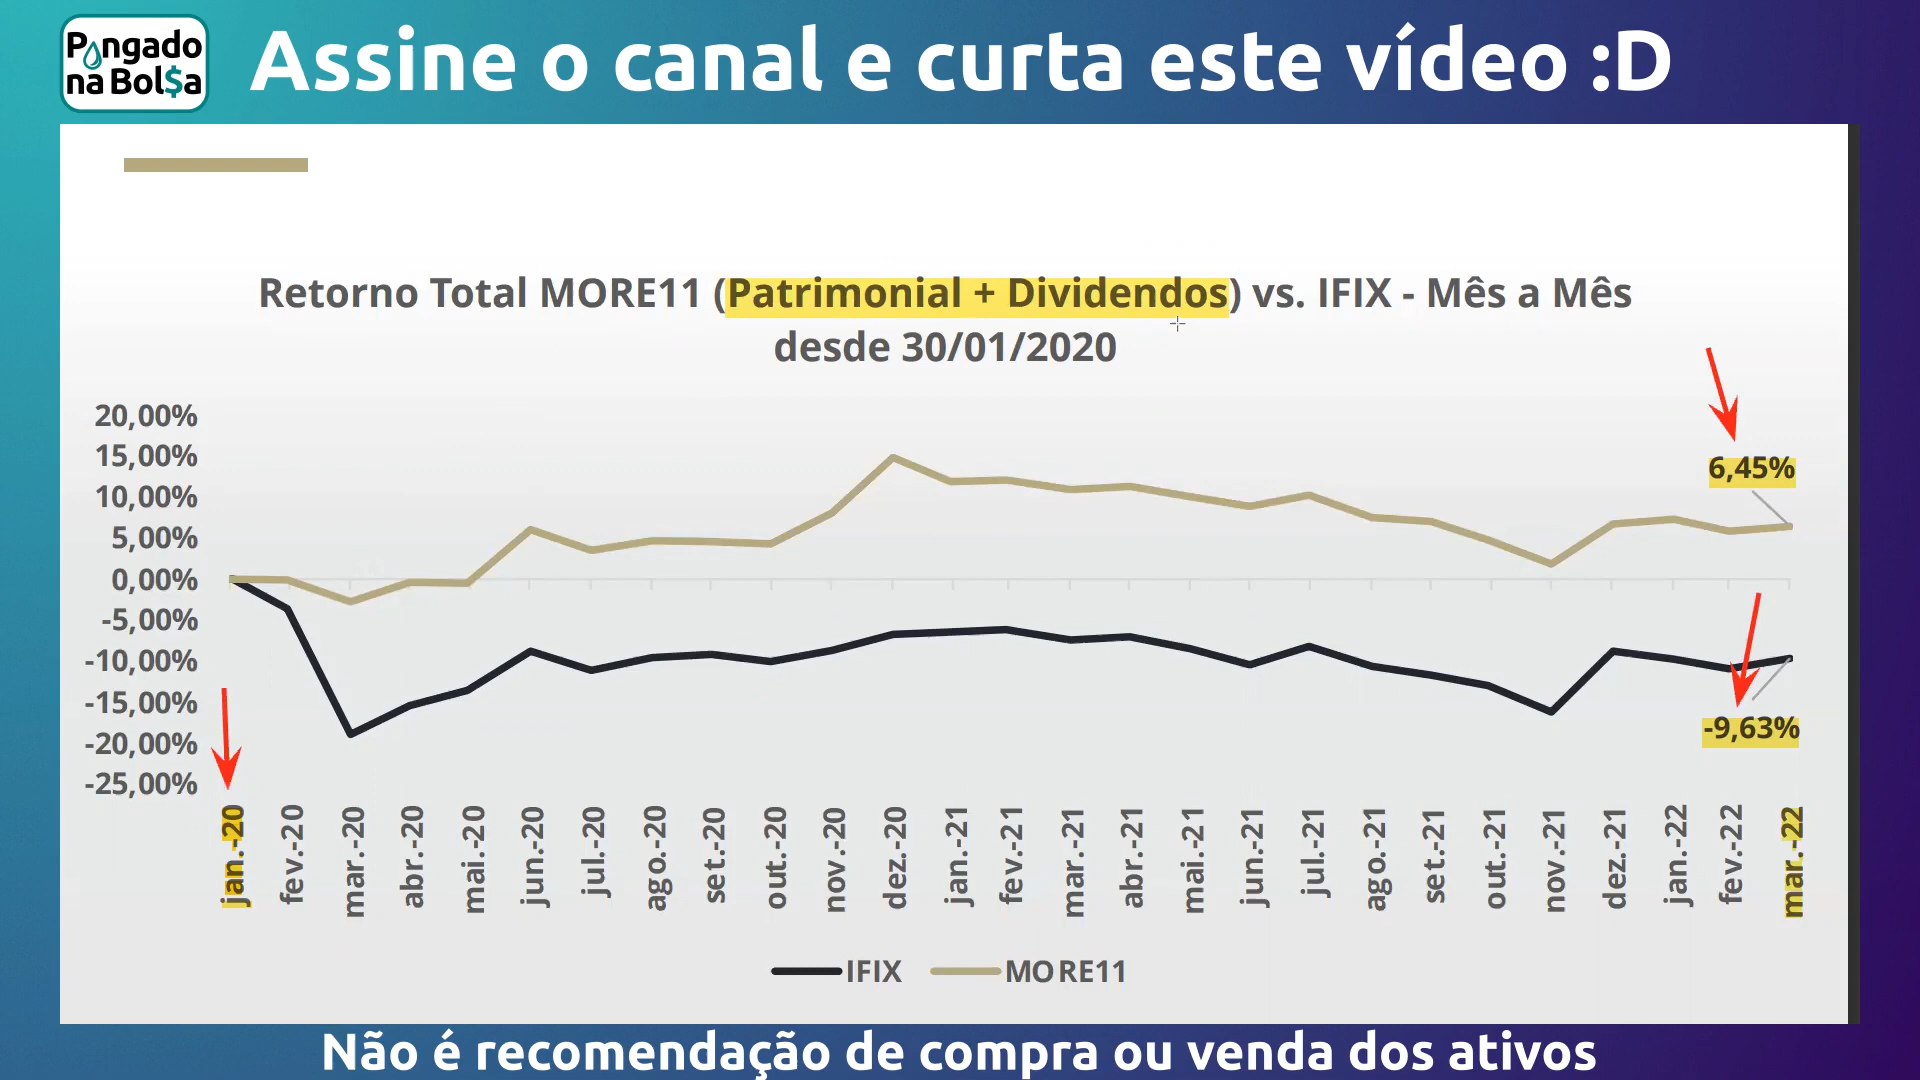 Pingado
na Bol$a
Assine o canal e curta este vídeo :D
Retorno Total MORE11 (Patrimonial + Dividendos) vs. IFIX - Mês a Mês
desde 30/01/2020
20,00%
15,00%
10,00%
5,00%
0,00%
-5,00%
-10,00%
-15,00%
-20,00%
-25,00%
6,45%
-9,63%
jan.-20
fev.-20
mar.-20
abr.-20
mai.-20
jun.-20
jul.-20
ago.-20
set.-20
out.-20
nov.-20
dez.-20
jan.-21
fev.-21
mar.-21
abr.-21
mai.-21
jun.-21
jul.-21
ago.-21
set.-21
out.-21
nov.-21
dez.-21
jan.-22
fev.-22
mar.-22
IFIX MORE11
Não é recomendação de compra ou venda dos ativos